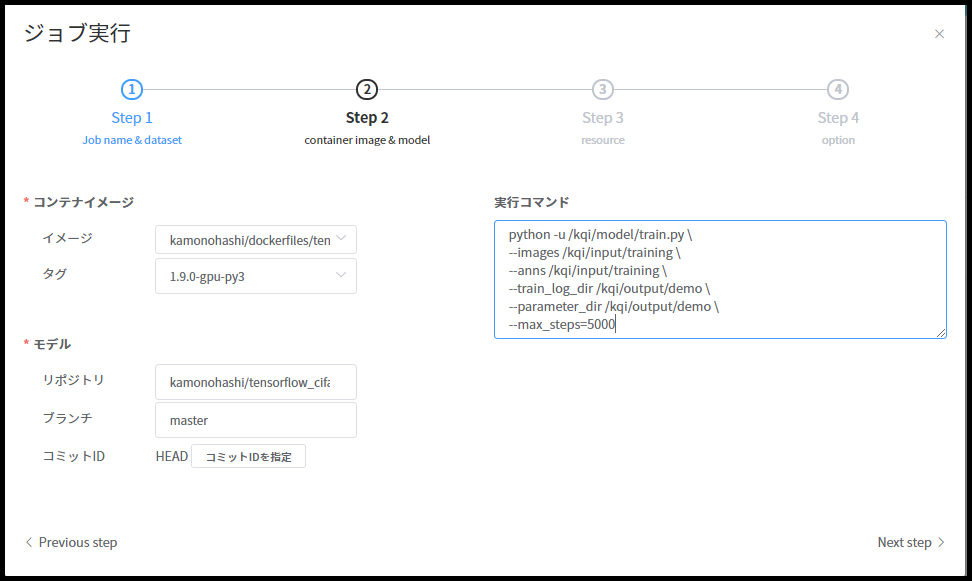 ジョブ実行
1
2
3
4
Step 1
Step 2
Step 3
Step 4
Job name & dataset
container image & model
resource
option
* コンテナイメージ
イメージ
kamonohashi/dockerfiles/ten
タグ
1.9.0-gpu-py3
* モデル
リポジトリ
kamonohashi/tensorflow_cifa
ブランチ
master
コミットID
HEAD
コミットIDを指定
実行コマンド
python -u /kqi/model/train.py \
--images /kqi/input/training \
--anns /kqi/input/training \
--train_log_dir /kqi/output/demo \
--parameter_dir /kqi/output/demo \
--max_steps=5000
Previous step
Next step